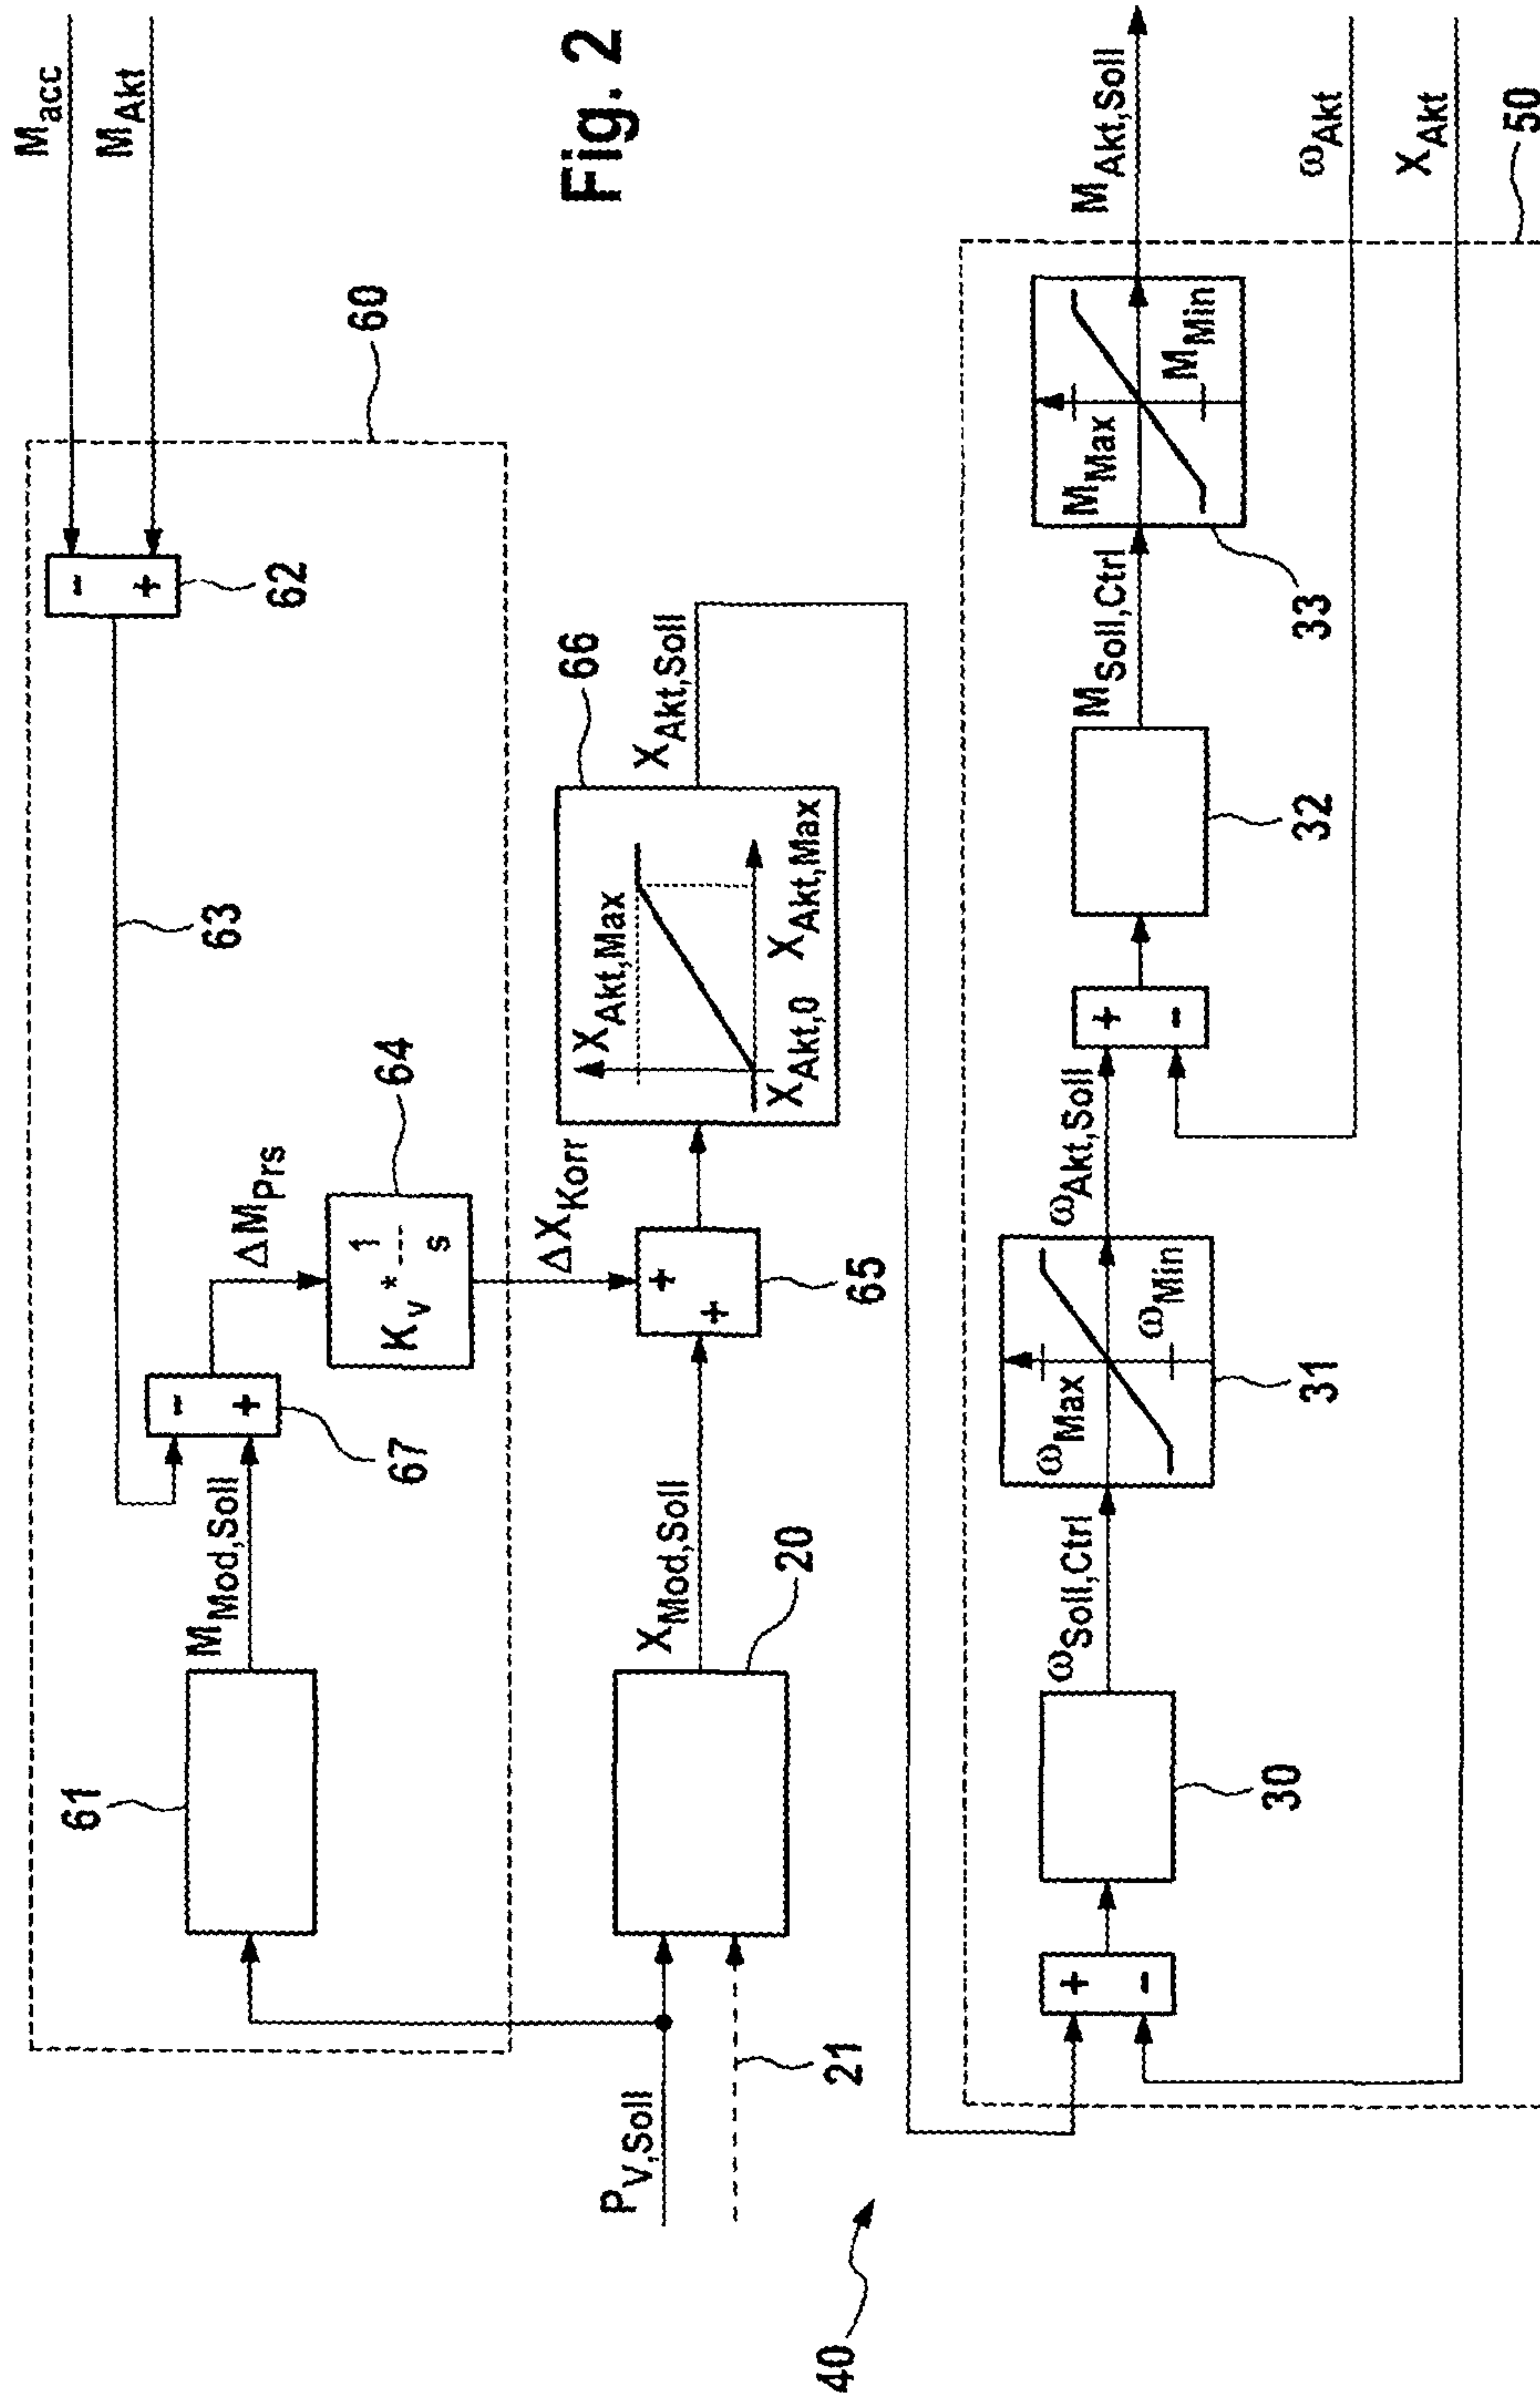 Fig. 2
40
P_V,Soll
21
60
61
M_Mod,Soll
67
-
+
ΔM_Prs
64
K_v * 1/s
63
62
-
+
M_acc
M_Akt
20
X_Mod,Soll
ΔX_Korr
65
+
+
66
X_Akt,Max
X_Akt,0
X_Akt,Max
X_Akt,Soll
50
+
-
30
ω_Soll,Ctrl
31
ω_Max
ω_Min
ω_Akt,Soll
+
-
32
M_Soll,Ctrl
33
M_Max
M_Min
M_Akt,Soll
ω_Akt
X_Akt